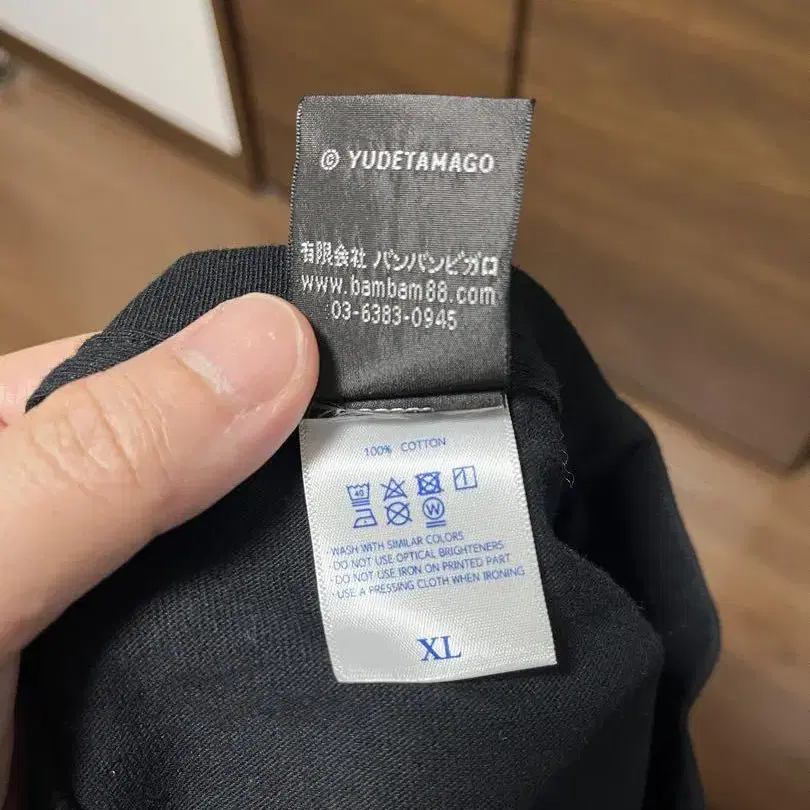 © YUDETAMAGO
有限会社 バンバンビガロ
www.bambam88.com
03-6383-0945
100% COTTON
40
W
WASH WITH SIMILAR COLORS
DO NOT USE OPTICAL BRIGHTENERS
DO NOT USE IRON ON PRINTED PART
USE A PRESSING CLOTH WHEN IRONING
XL